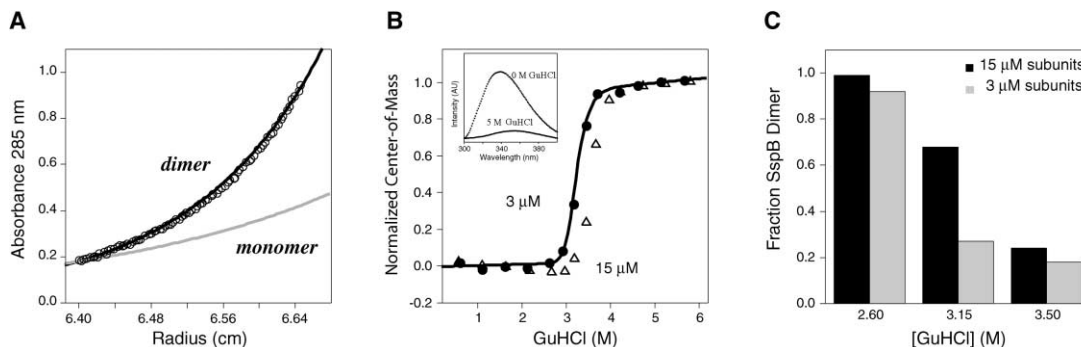 A
Absorbance 285 nm
1.0
0.8
0.6
0.4
0.2
0.0
dimer
monomer
6.40
6.48
6.56
6.64
Radius (cm)
B
Normalized Center-of-Mass
1.0
0.8
0.6
0.4
0.2
0.0
-0.2
Intensity (AU)
0 M GuHCl
5 M GuHCl
300
340
380
Wavelength (nm)
3 μM
15 μM
1
2
3
4
5
6
GuHCl (M)
C
Fraction SspB Dimer
1.0
0.8
0.6
0.4
0.2
0.0
15 μM subunits
3 μM subunits
2.60
3.15
3.50
[GuHCl] (M)